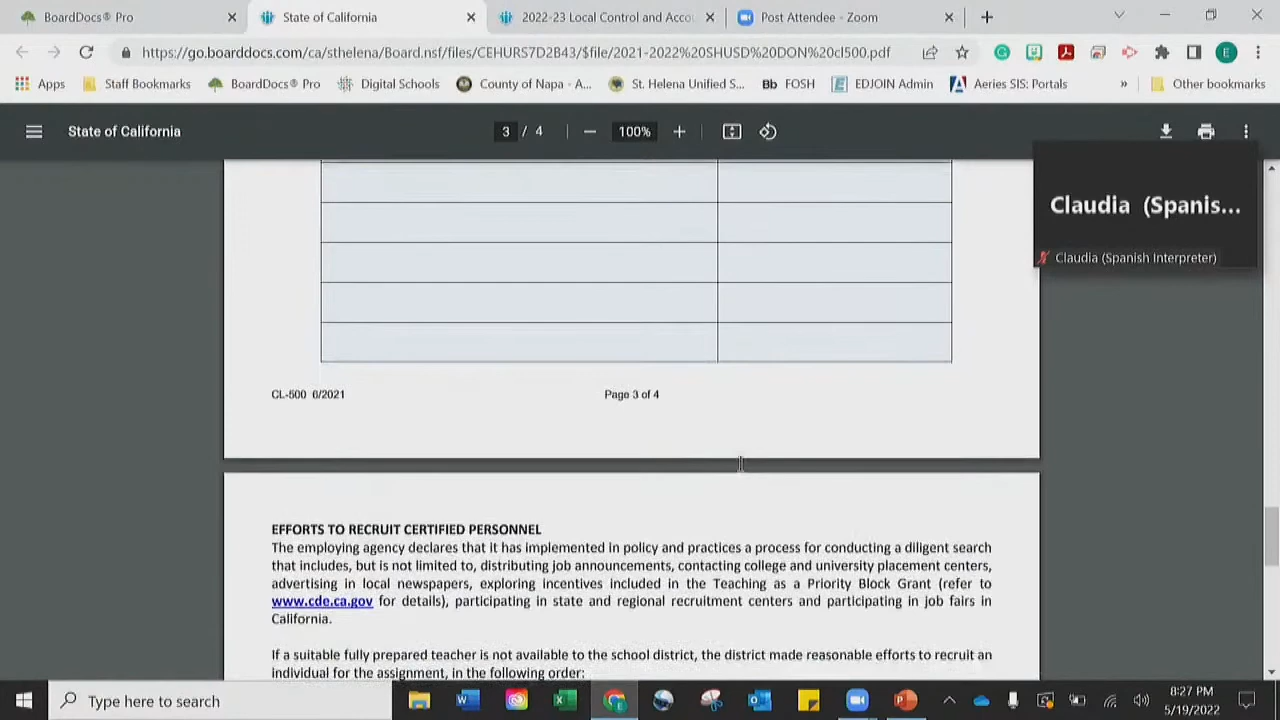 BoardDocs® Pro
State of California
2022-23 Local Control and Acco
Post Attendee - Zoom
https://go.boarddocs.com/ca/sthelena/Board.nsf/files/CEHURS7D2B43/$file/2021-2022%20SHUSD%20DON%20cl500.pdf
E
Apps
Staff Bookmarks
BoardDocs® Pro
Digital Schools
County of Napa - A...
St. Helena Unified S...
Bb FOSH
EDJOIN Admin
Aeries SIS: Portals
»
Other bookmarks
State of California
3 / 4
100%
Claudia (Spanis...
Claudia (Spanish Interpreter)
CL-500 6/2021
Page 3 of 4
EFFORTS TO RECRUIT CERTIFIED PERSONNEL
The employing agency declares that it has implemented in policy and practices a process for conducting a diligent search
that includes, but is not limited to, distributing job announcements, contacting college and university placement centers,
advertising in local newspapers, exploring incentives included in the Teaching as a Priority Block Grant (refer to
www.cde.ca.gov for details), participating in state and regional recruitment centers and participating in job fairs in
California.
If a suitable fully prepared teacher is not available to the school district, the district made reasonable efforts to recruit an
individual for the assignment, in the following order:
Type here to search
8:27 PM
5/19/2022